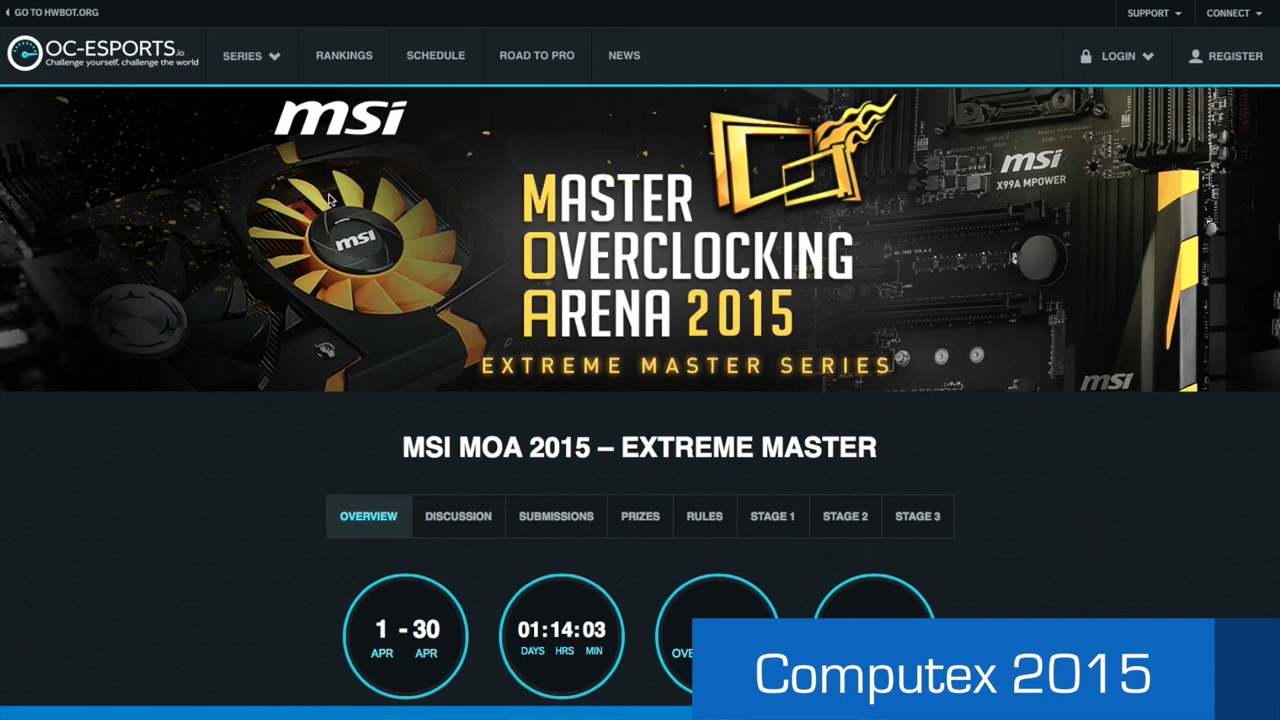 GO TO HWBOT.ORG
SUPPORT
CONNECT
OC-ESPORTS.io
Challenge yourself, challenge the world
SERIES
RANKINGS
SCHEDULE
ROAD TO PRO
NEWS
LOGIN
REGISTER
msi
msi
MASTER
OVERCLOCKING
ARENA 2015
EXTREME MASTER SERIES
msi
X99A MPOWER
msi
MSI MOA 2015 – EXTREME MASTER
OVERVIEW
DISCUSSION
SUBMISSIONS
PRIZES
RULES
STAGE 1
STAGE 2
STAGE 3
1 - 30
APR APR
01:14:03
DAYS HRS MIN
Computex 2015